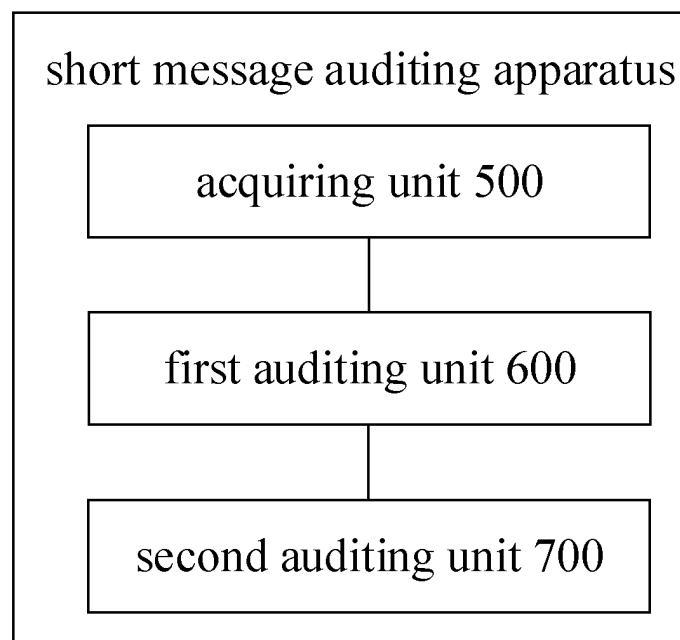 short message auditing apparatus
acquiring unit 500
first auditing unit 600
second auditing unit 700